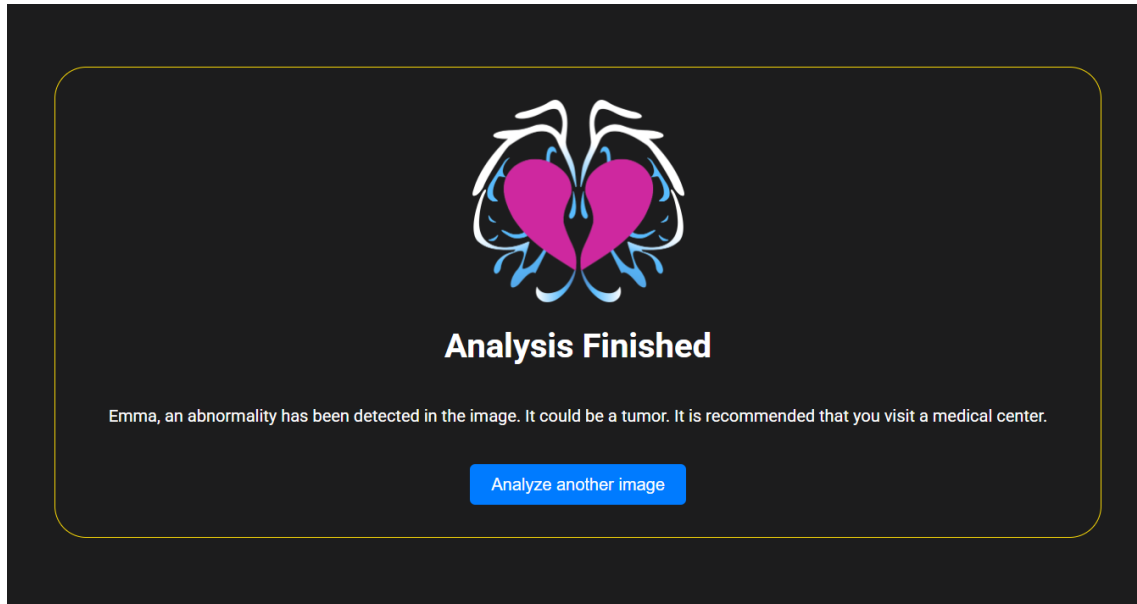 Analysis Finished
Emma, an abnormality has been detected in the image. It could be a tumor. It is recommended that you visit a medical center.
Analyze another image